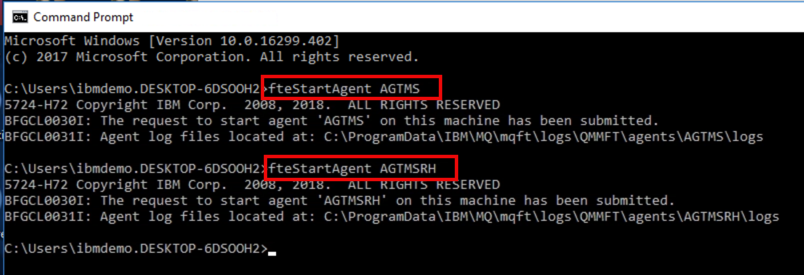 Command Prompt
Microsoft Windows [Version 10.0.16299.402]
(c) 2017 Microsoft Corporation. All rights reserved.
C:\Users\ibmdemo.DESKTOP-6DSOOH2>fteStartAgent AGTMS
5724-H72 Copyright IBM Corp.  2008, 2018.  ALL RIGHTS RESERVED
BFGCL0030I: The request to start agent 'AGTMS' on this machine has been submitted.
BFGCL0031I: Agent log files located at: C:\ProgramData\IBM\MQ\mqft\logs\QMMFT\agents\AGTMS\logs
C:\Users\ibmdemo.DESKTOP-6DSOOH2>fteStartAgent AGTMSRH
5724-H72 Copyright IBM Corp.  2008, 2018.  ALL RIGHTS RESERVED
BFGCL0030I: The request to start agent 'AGTMSRH' on this machine has been submitted.
BFGCL0031I: Agent log files located at: C:\ProgramData\IBM\MQ\mqft\logs\QMMFT\agents\AGTMSRH\logs
C:\Users\ibmdemo.DESKTOP-6DSOOH2>_